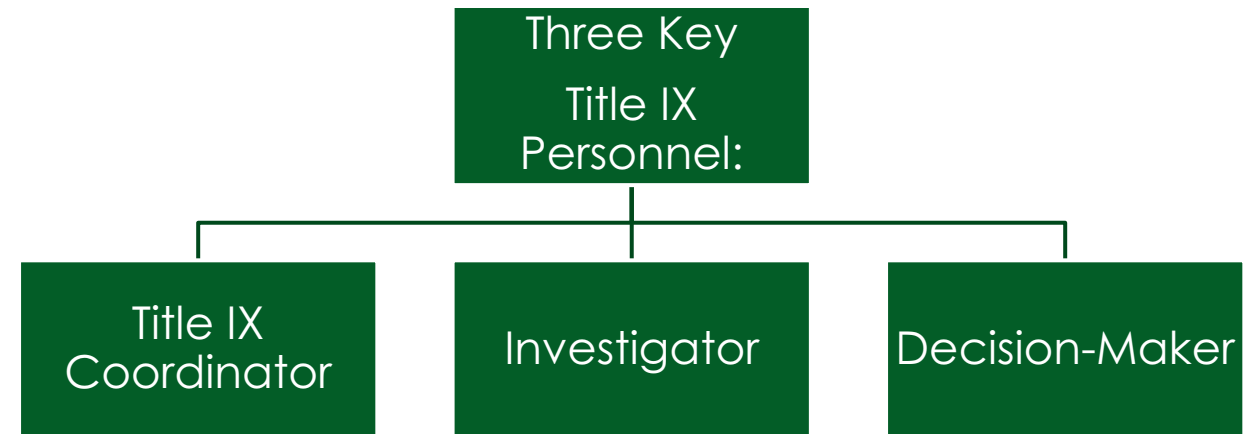 Three Key
Title IX
Personnel:
Title IX
Coordinator
Investigator
Decision-Maker